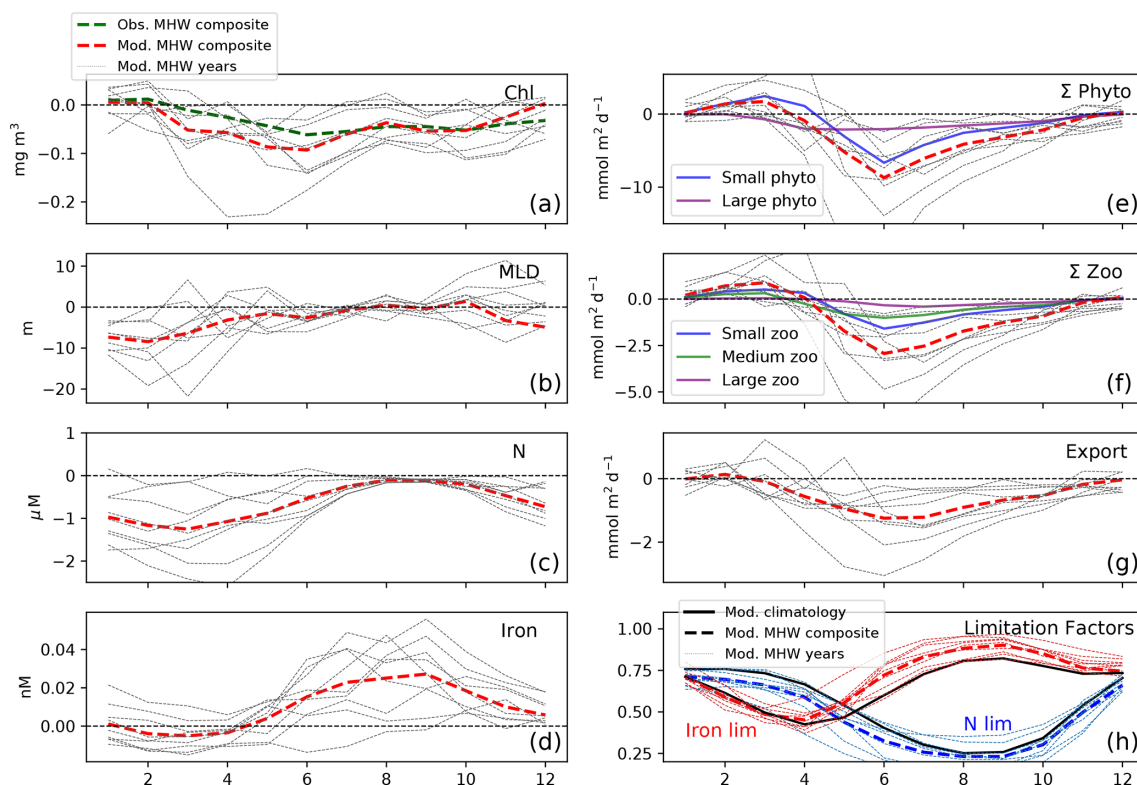 Obs. MHW composite
Mod. MHW composite
Mod. MHW years
0.0
−0.1
−0.2
mg m³
Chl
(a)
10
0
−10
−20
m
MLD
(b)
1
0
−1
−2
μ M
N
(c)
0.04
0.02
0.00
nM
Iron
(d)
2
4
6
8
10
12
0
−10
mmol m² d⁻¹
Σ Phyto
Small phyto
Large phyto
(e)
0.0
−2.5
−5.0
mmol m² d⁻¹
Σ Zoo
Small zoo
Medium zoo
Large zoo
(f)
0
−2
mmol m² d⁻¹
Export
(g)
Mod. climatology
Mod. MHW composite
Mod. MHW years
1.00
0.75
0.50
0.25
Limitation Factors
Iron lim
N lim
(h)
2
4
6
8
10
12